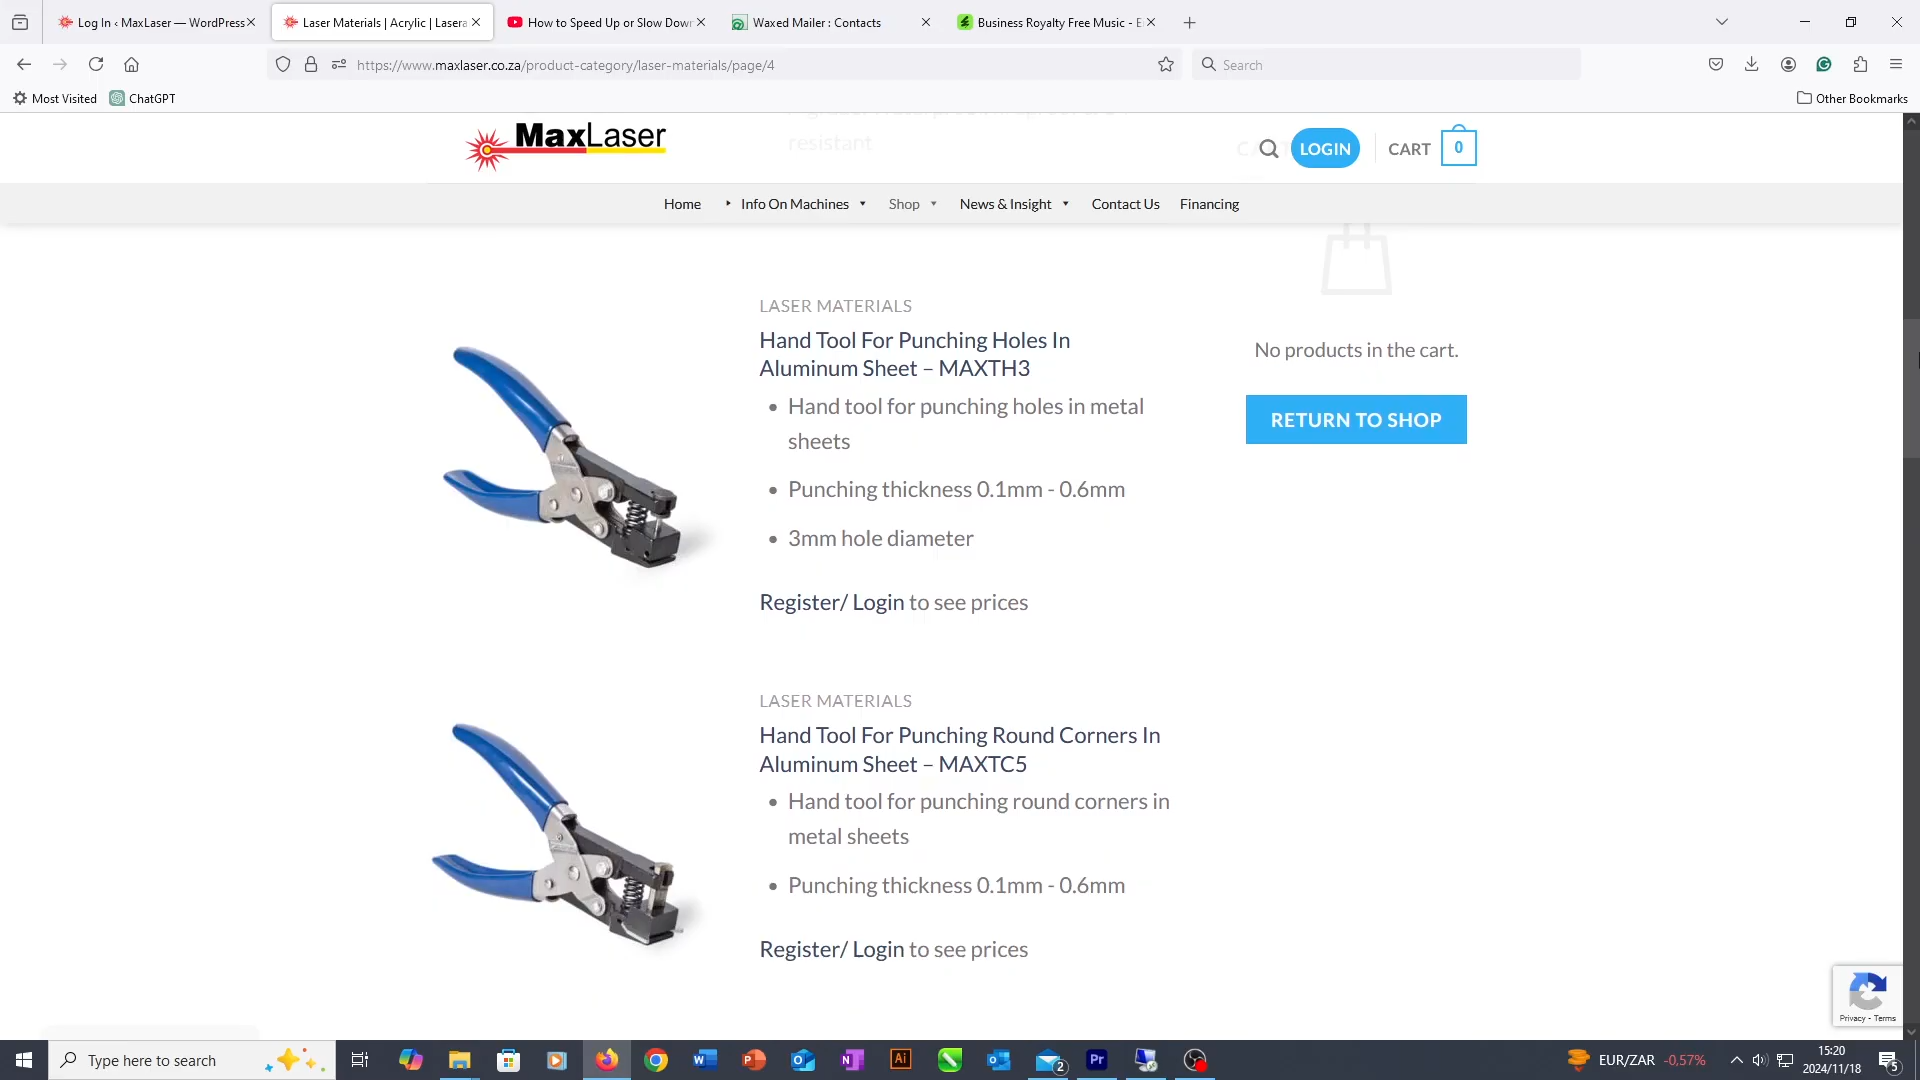 Log In ‹ MaxLaser — WordPress
Laser Materials | Acrylic | Lasera
How to Speed Up or Slow Down
Waxed Mailer : Contacts
Business Royalty Free Music - E
https://www.maxlaser.co.za/product-category/laser-materials/page/4
Search
Most Visited
ChatGPT
Other Bookmarks
MaxLaser
resistant
LOGIN
CART
0
Home
Info On Machines
Shop
News & Insight
Contact Us
Financing
LASER MATERIALS
Hand Tool For Punching Holes In
Aluminum Sheet – MAXTH3
• Hand tool for punching holes in metal
sheets
• Punching thickness 0.1mm - 0.6mm
• 3mm hole diameter
Register/ Login to see prices
No products in the cart.
RETURN TO SHOP
LASER MATERIALS
Hand Tool For Punching Round Corners In
Aluminum Sheet – MAXTC5
• Hand tool for punching round corners in
metal sheets
• Punching thickness 0.1mm - 0.6mm
Register/ Login to see prices
Privacy - Terms
Type here to search
2
EUR/ZAR -0,57%
15:20
2024/11/18
5